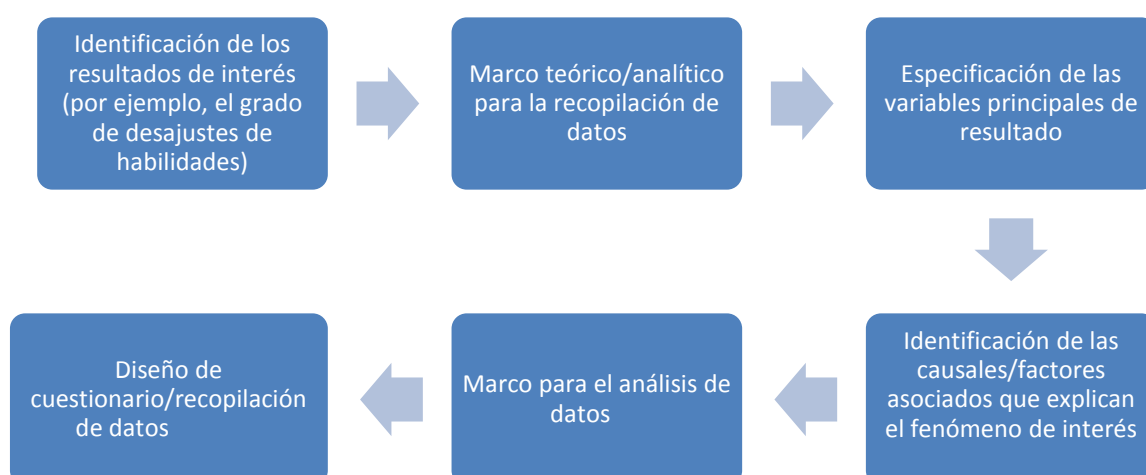 Identificación de los
resultados de interés
(por ejemplo, el grado
de desajustes de
habilidades)
Marco teórico/analítico
para la recopilación de
datos
Especificación de las
variables principales de
resultado
Identificación de las
causales/factores
asociados que explican
el fenómeno de interés
Marco para el análisis de
datos
Diseño de
cuestionario/recopilación
de datos